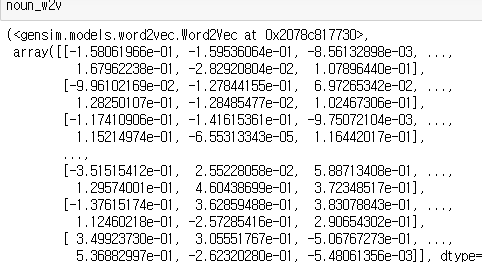 noun_w2v
(<gensim.models.word2vec.Word2Vec at 0x2078c817730>,
array([[-1.58061966e-01, -1.59536064e-01, -8.56132898e-03, ...,
1.67962238e-01, -2.82920804e-02, 1.07896440e-01],
[-9.96102169e-02, -1.27844155e-01, 6.97265342e-02, ...,
1.28250107e-01, -1.28485477e-02, 1.02467306e-01],
[-1.17410906e-01, -1.41615361e-01, -9.75072104e-03, ...,
1.15214974e-01, -6.55313343e-05, 1.16442017e-01],
...,
[-3.51515412e-01, 2.55228058e-02, 5.88713408e-01, ...,
1.29574001e-01, 4.60438699e-01, 3.72348517e-01],
[-1.37615174e-01, 3.62859488e-01, 3.83078843e-01, ...,
1.12460218e-01, -2.57285416e-01, 2.90654302e-01],
[ 3.49923730e-01, 3.05551767e-01, -5.06767273e-01, ...,
5.36882997e-01, -2.62320280e-01, -5.48061356e-03]], dtype=